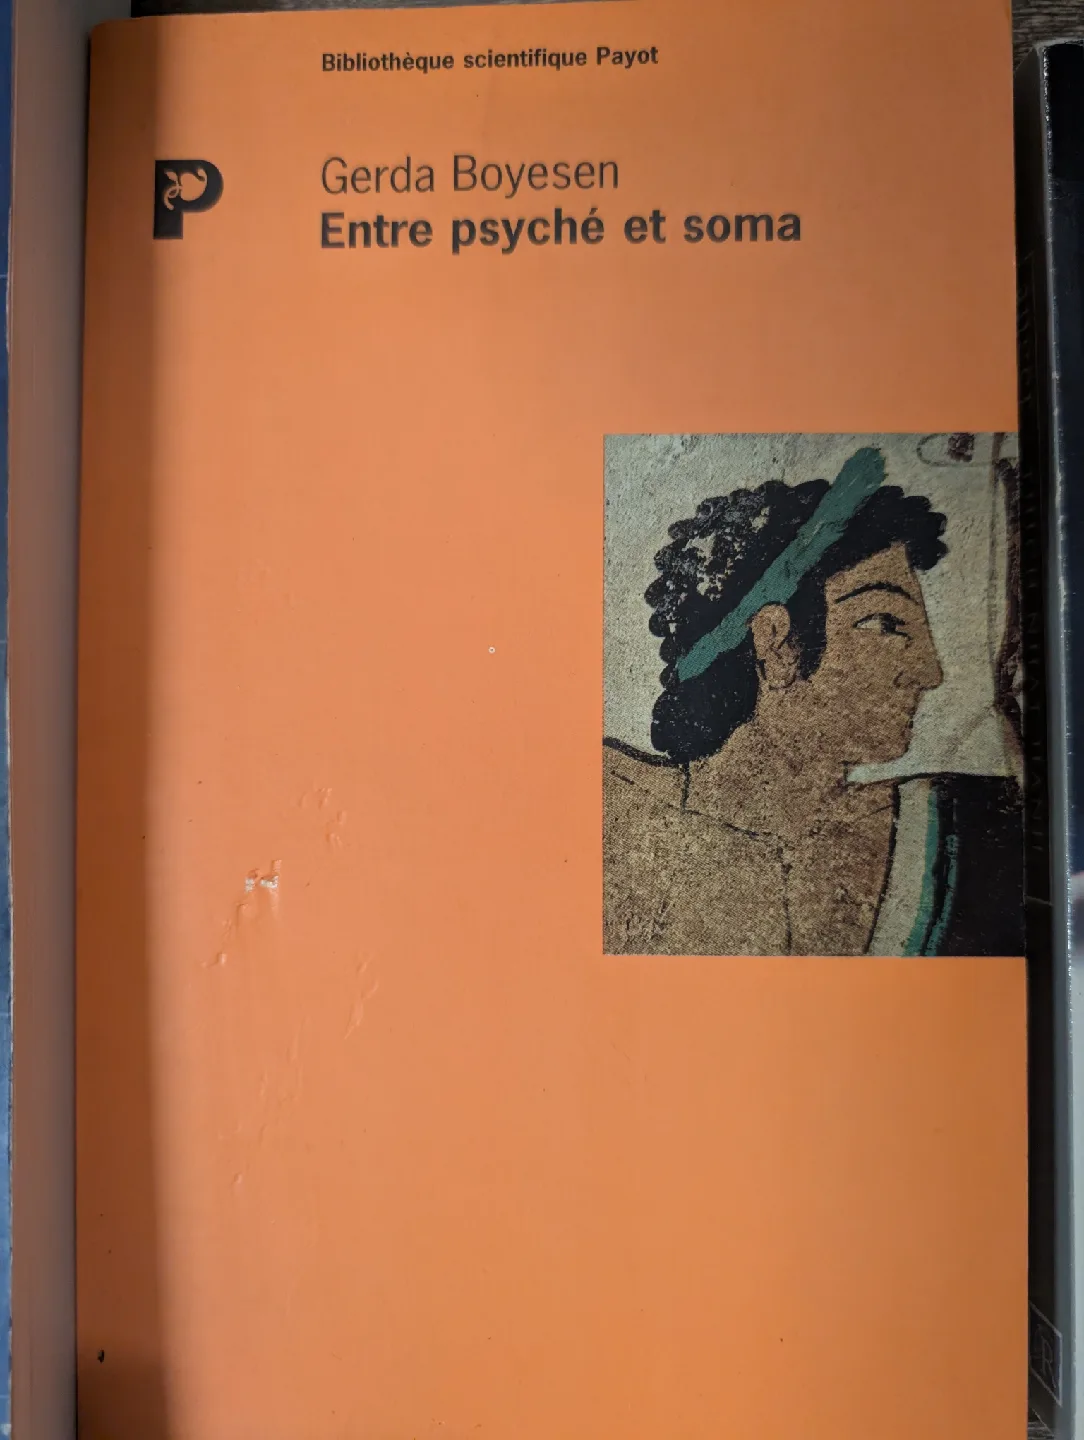 Bibliothèque scientifique Payot
P
Gerda Boyesen
Entre psyché et soma